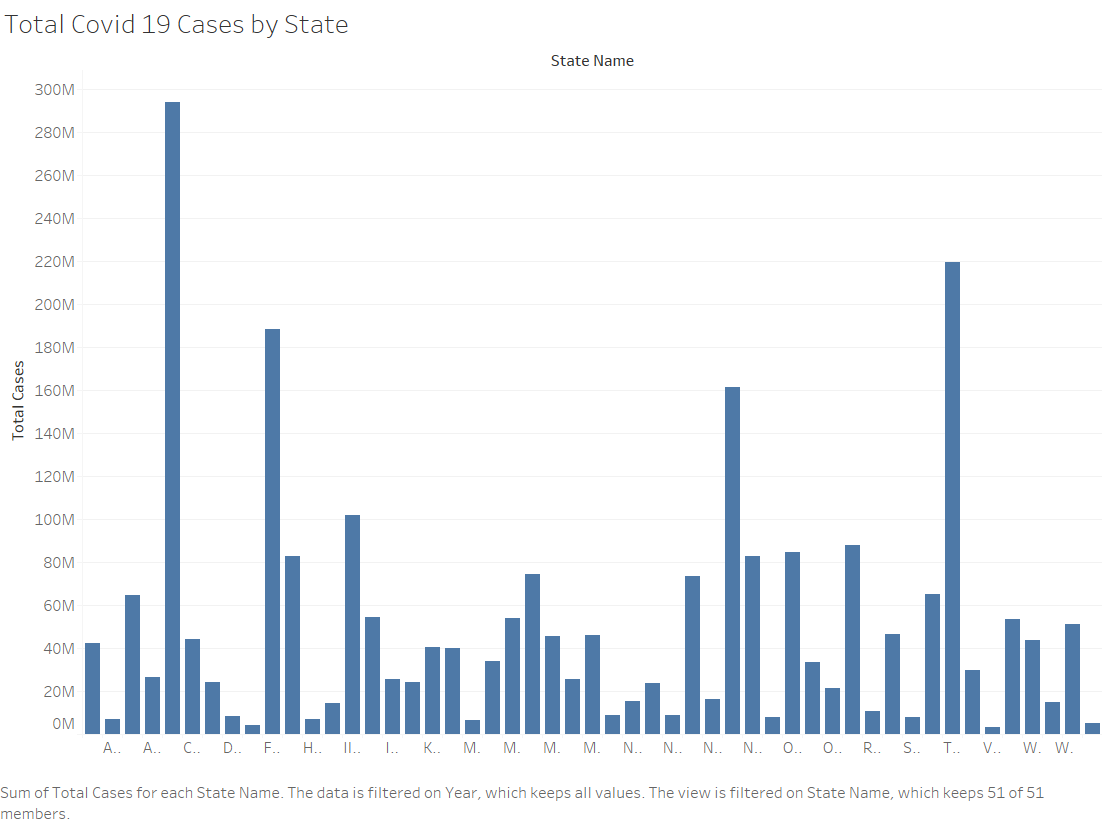 Total Covid 19 Cases by State
State Name
300M
280M
260M
240M
220M
200M
180M
160M
140M
120M
100M
80M
60M
40M
20M
0M
Total Cases
A.. A.. C.. D.. F.. H.. Il.. I.. K.. M. M. M. M. N.. N.. N.. N.. O.. O.. R.. S.. T.. V.. W. W.
Sum of Total Cases for each State Name. The data is filtered on Year, which keeps all values. The view is filtered on State Name, which keeps 51 of 51
members.